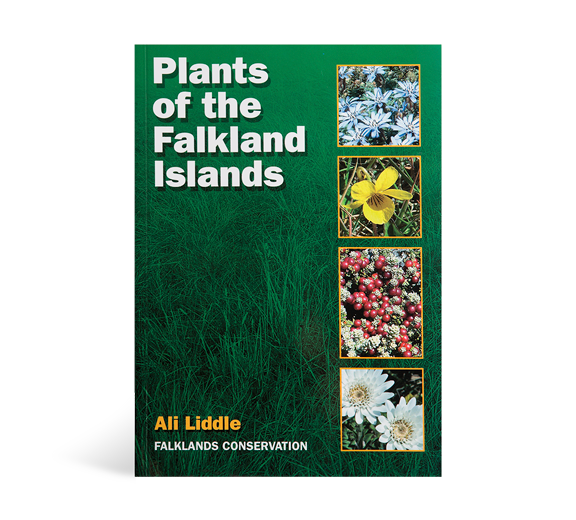 Plants
of the
Falkland
Islands
Ali Liddle
FALKLANDS CONSERVATION